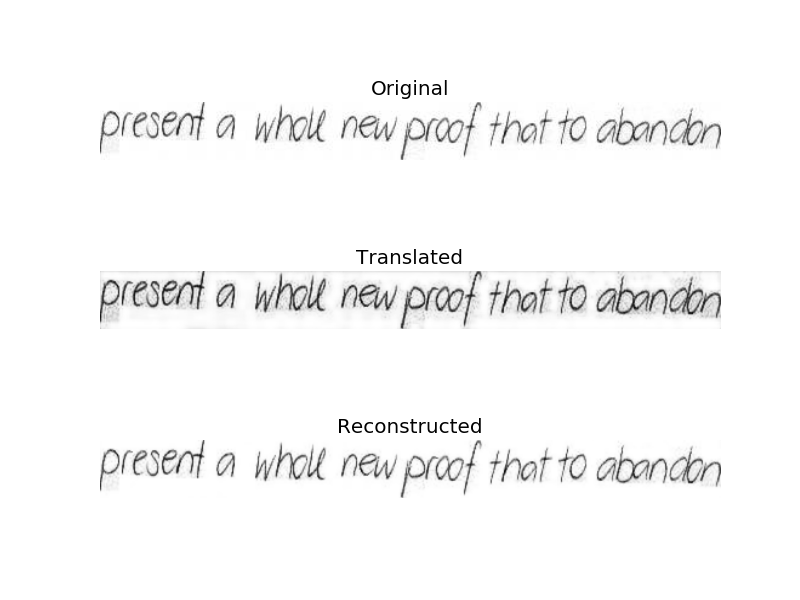 Original
present a whole new proof that to abandon
Translated
present a whole new proof that to abandon
Reconstructed
present a whole new proof that to abandon